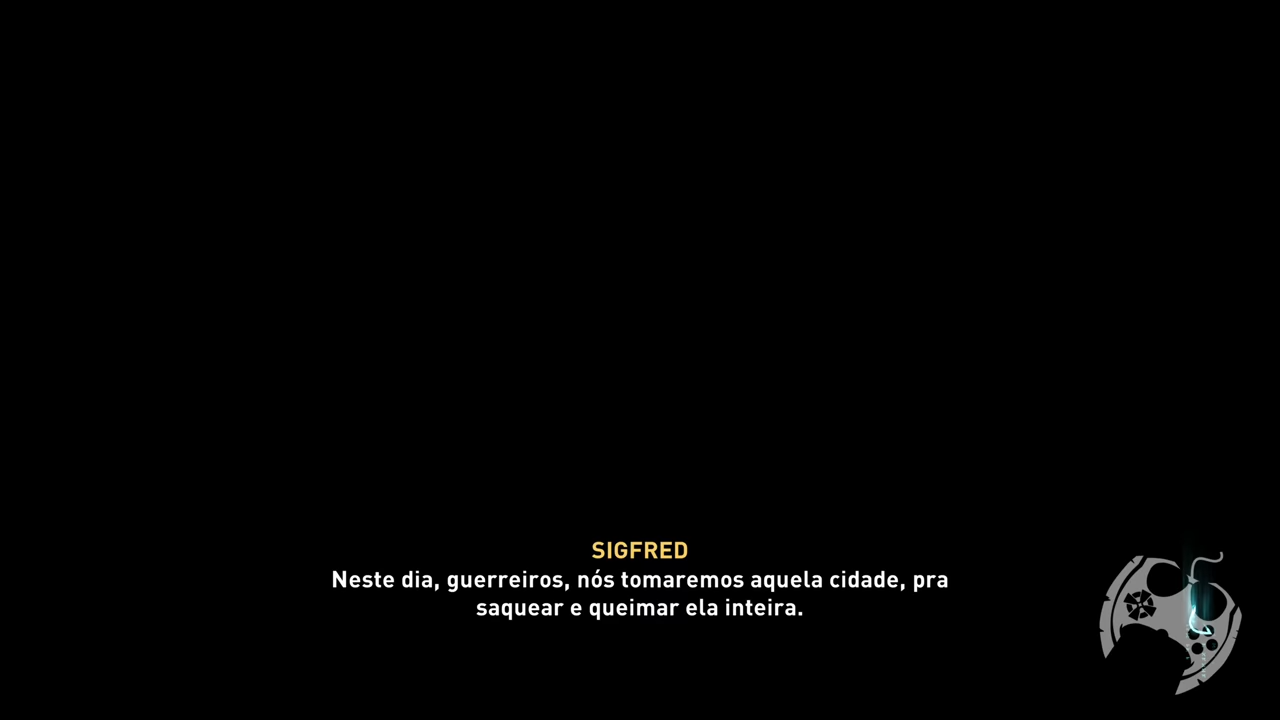 SIGFRED
Neste dia, guerreiros, nós tomaremos aquela cidade, pra
saquear e queimar ela inteira.